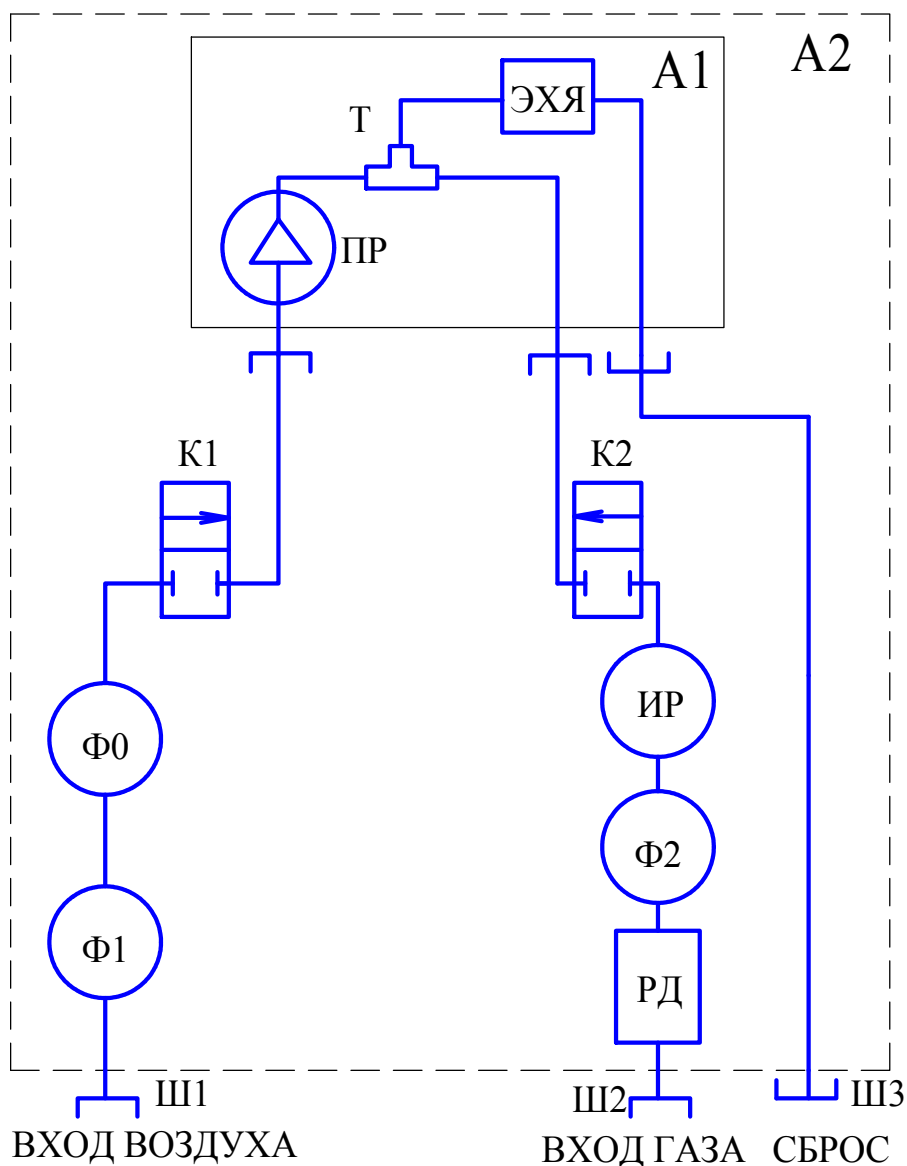 А2
А1
ЭХЯ
Т
ПР
К1
К2
ИР
Ф0
Ф2
Ф1
РД
Ш1
Ш2
Ш3
ВХОД ВОЗДУХА
ВХОД ГАЗА
СБРОС